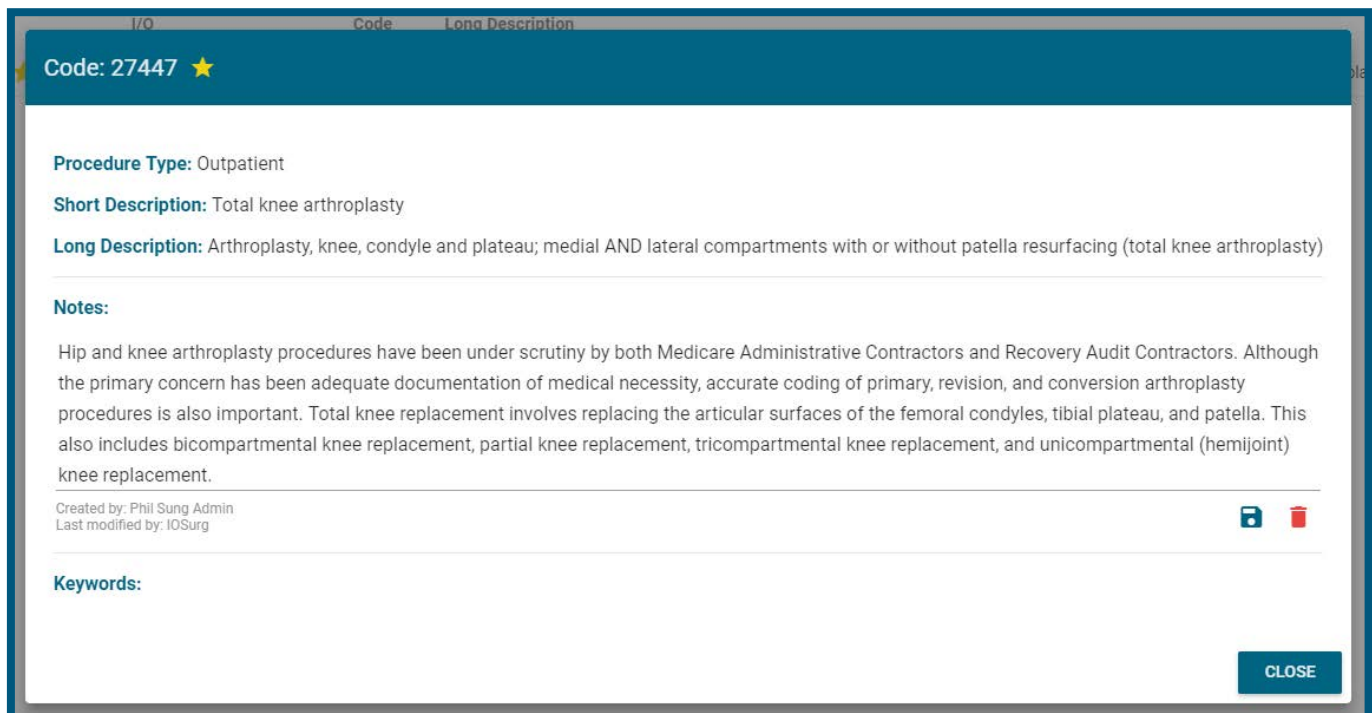 I/O Code Long Description
Code: 27447
Procedure Type: Outpatient
Short Description: Total knee arthroplasty
Long Description: Arthroplasty, knee, condyle and plateau; medial AND lateral compartments with or without patella resurfacing (total knee arthroplasty)
Notes:
Hip and knee arthroplasty procedures have been under scrutiny by both Medicare Administrative Contractors and Recovery Audit Contractors. Although
the primary concern has been adequate documentation of medical necessity, accurate coding of primary, revision, and conversion arthroplasty
procedures is also important. Total knee replacement involves replacing the articular surfaces of the femoral condyles, tibial plateau, and patella. This
also includes bicompartmental knee replacement, partial knee replacement, tricompartmental knee replacement, and unicompartmental (hemijoint)
knee replacement.
Created by: Phil Sung Admin
Last modified by: IOSurg
Keywords:
CLOSE